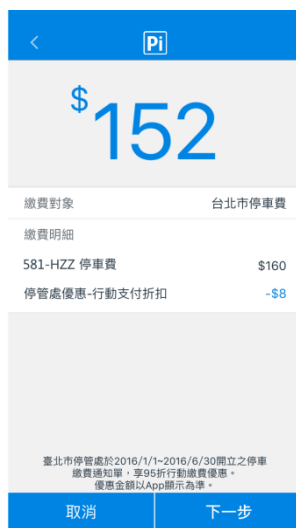 Pi
$152
繳費對象 台北市停車費
繳費明細
581-HZZ 停車費 $160
停管處優惠-行動支付折扣 -$8
臺北市停管處於2016/1/1~2016/6/30開立之停車
繳費通知單，享95折行動繳費優惠。
優惠金額以App顯示為準。
取消 下一步